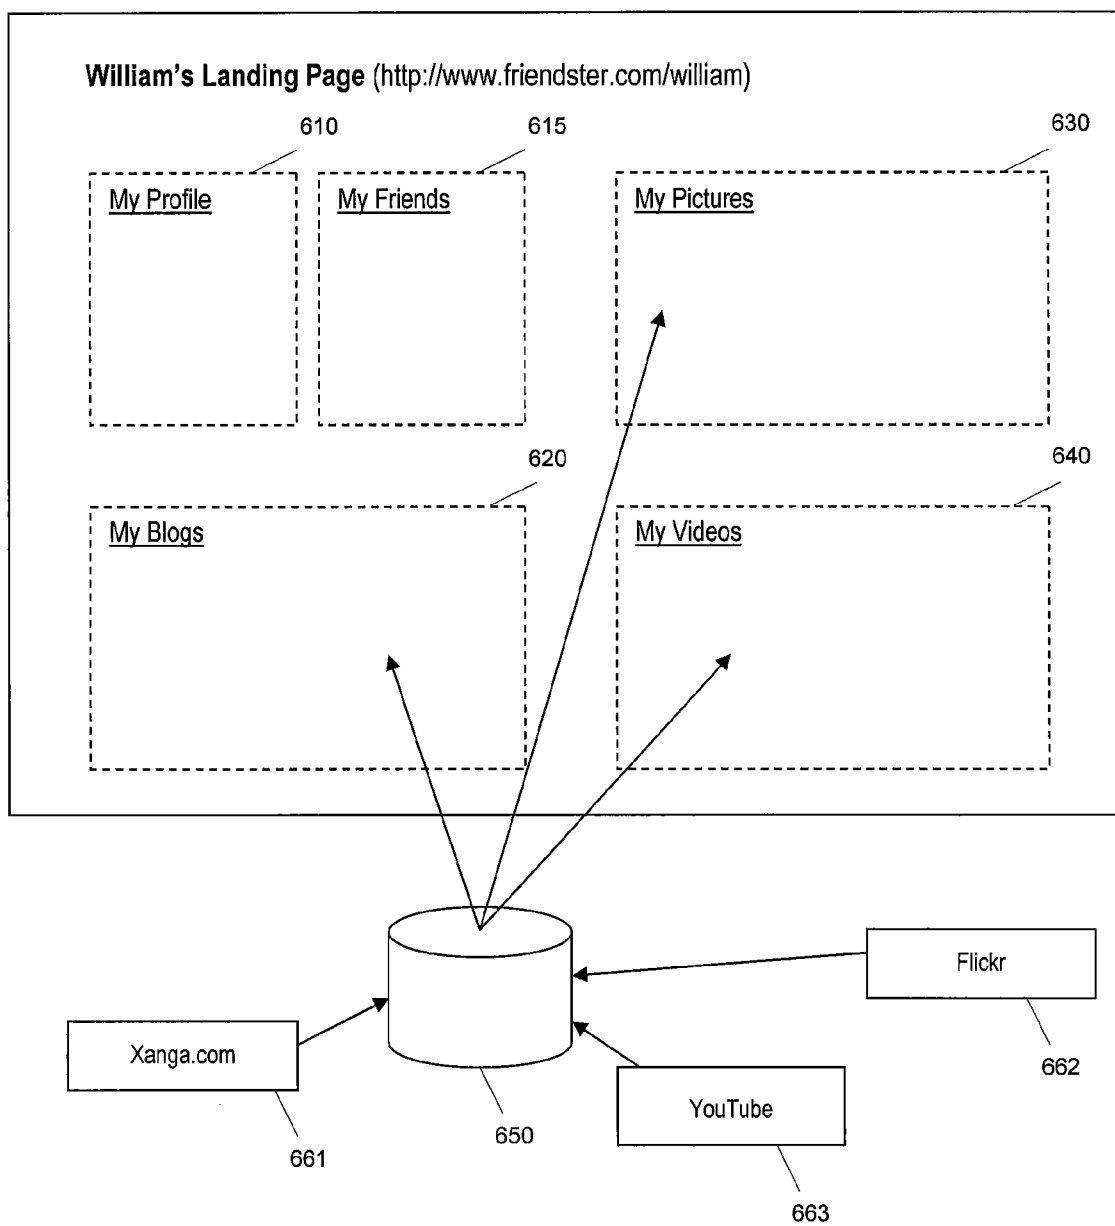 William's Landing Page (http://www.friendster.com/william)
610
615
630
My Profile
My Friends
My Pictures
620
640
My Blogs
My Videos
Flickr
Xanga.com
662
YouTube
650
661
663